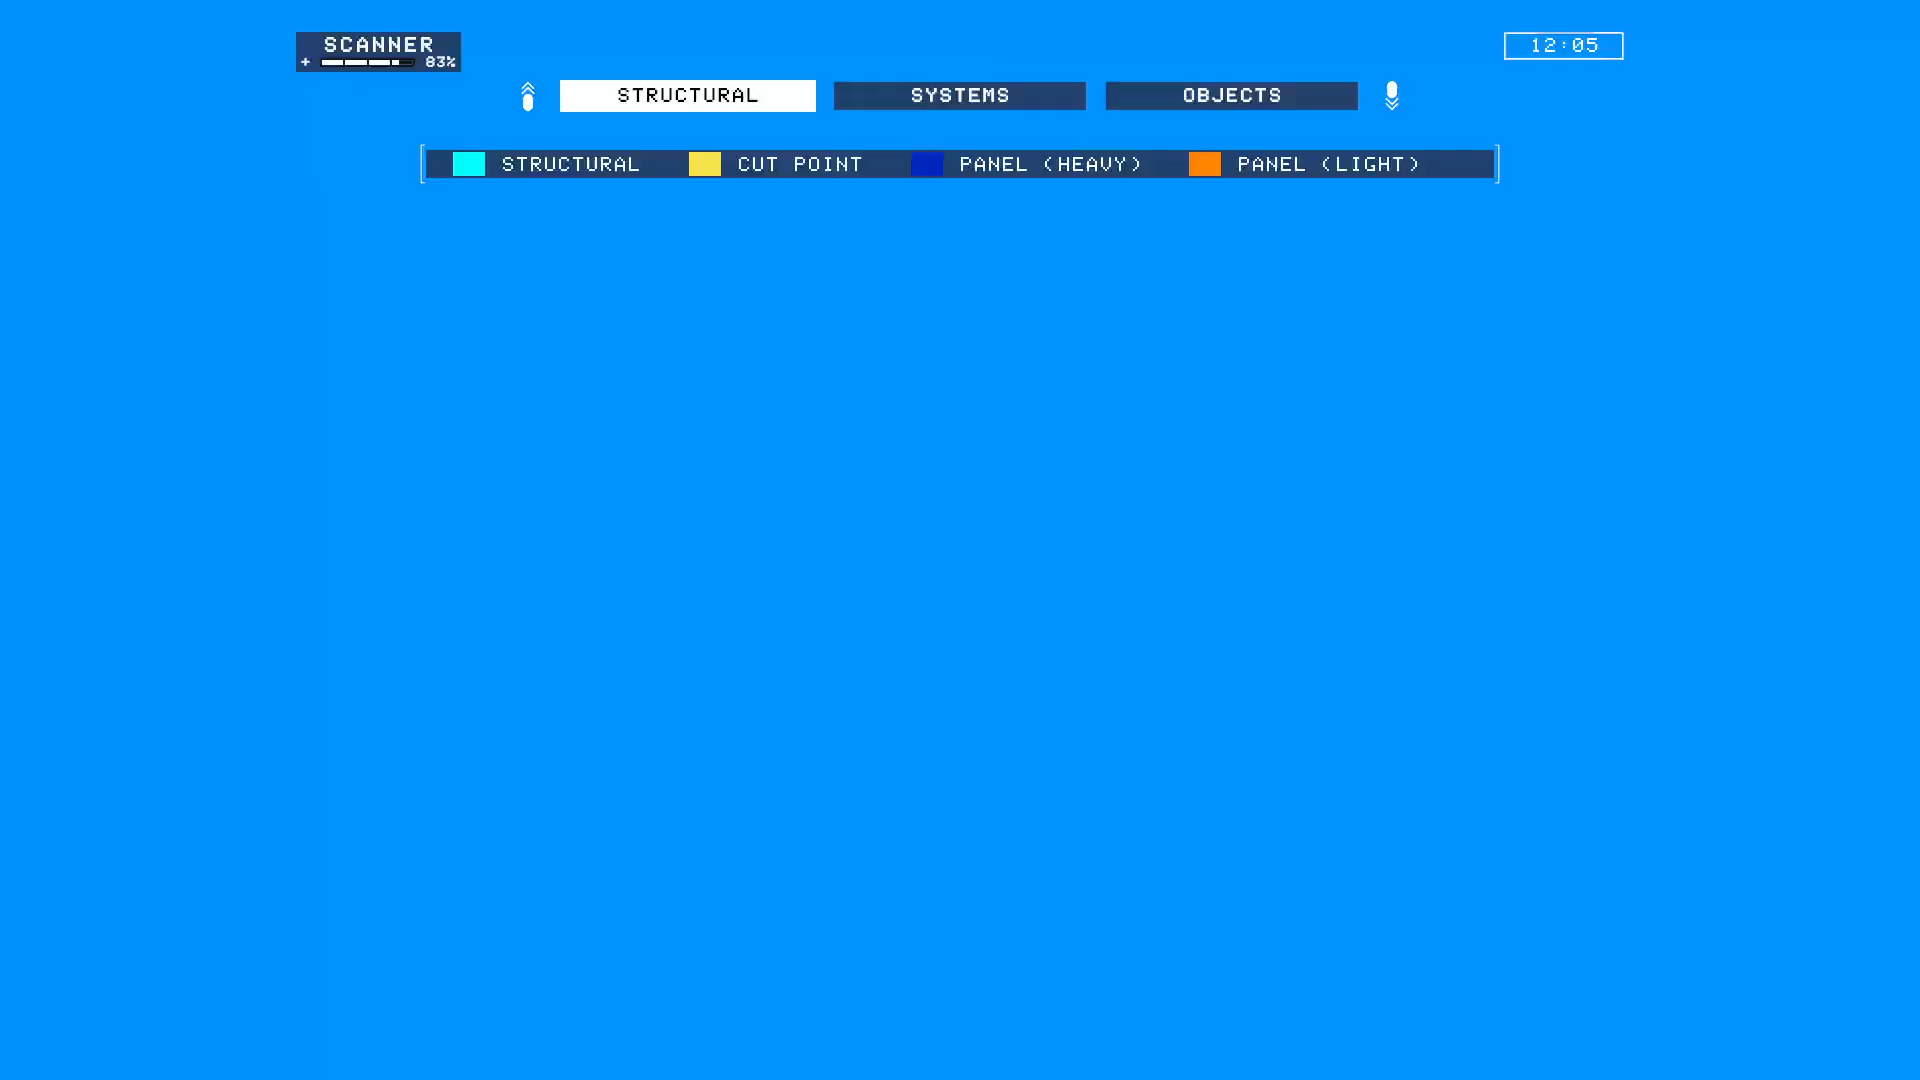 SCANNER
+ 83%
12:05
STRUCTURAL SYSTEMS OBJECTS
STRUCTURAL CUT POINT PANEL (HEAVY) PANEL (LIGHT)